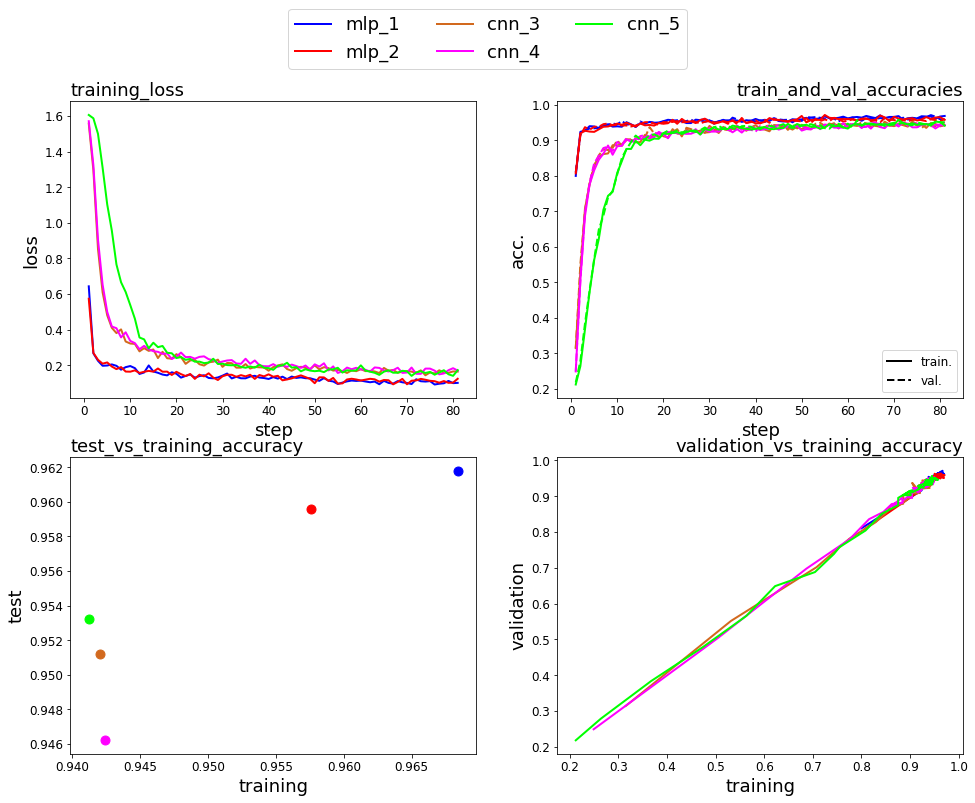 mlp_1 cnn_3 cnn_5
mlp_2 cnn_4
training_loss
1.6
1.4
1.2
1.0
0.8
0.6
0.4
0.2
loss
0 10 20 30 40 50 60 70 80
step
train_and_val_accuracies
1.0
0.9
0.8
0.7
0.6
0.5
0.4
0.3
0.2
acc.
train.
val.
0 10 20 30 40 50 60 70 80
step
test_vs_training_accuracy
0.962
0.960
0.958
0.956
0.954
0.952
0.950
0.948
0.946
test
0.940 0.945 0.950 0.955 0.960 0.965
training
validation_vs_training_accuracy
1.0
0.9
0.8
0.7
0.6
0.5
0.4
0.3
0.2
validation
0.2 0.3 0.4 0.5 0.6 0.7 0.8 0.9 1.0
training